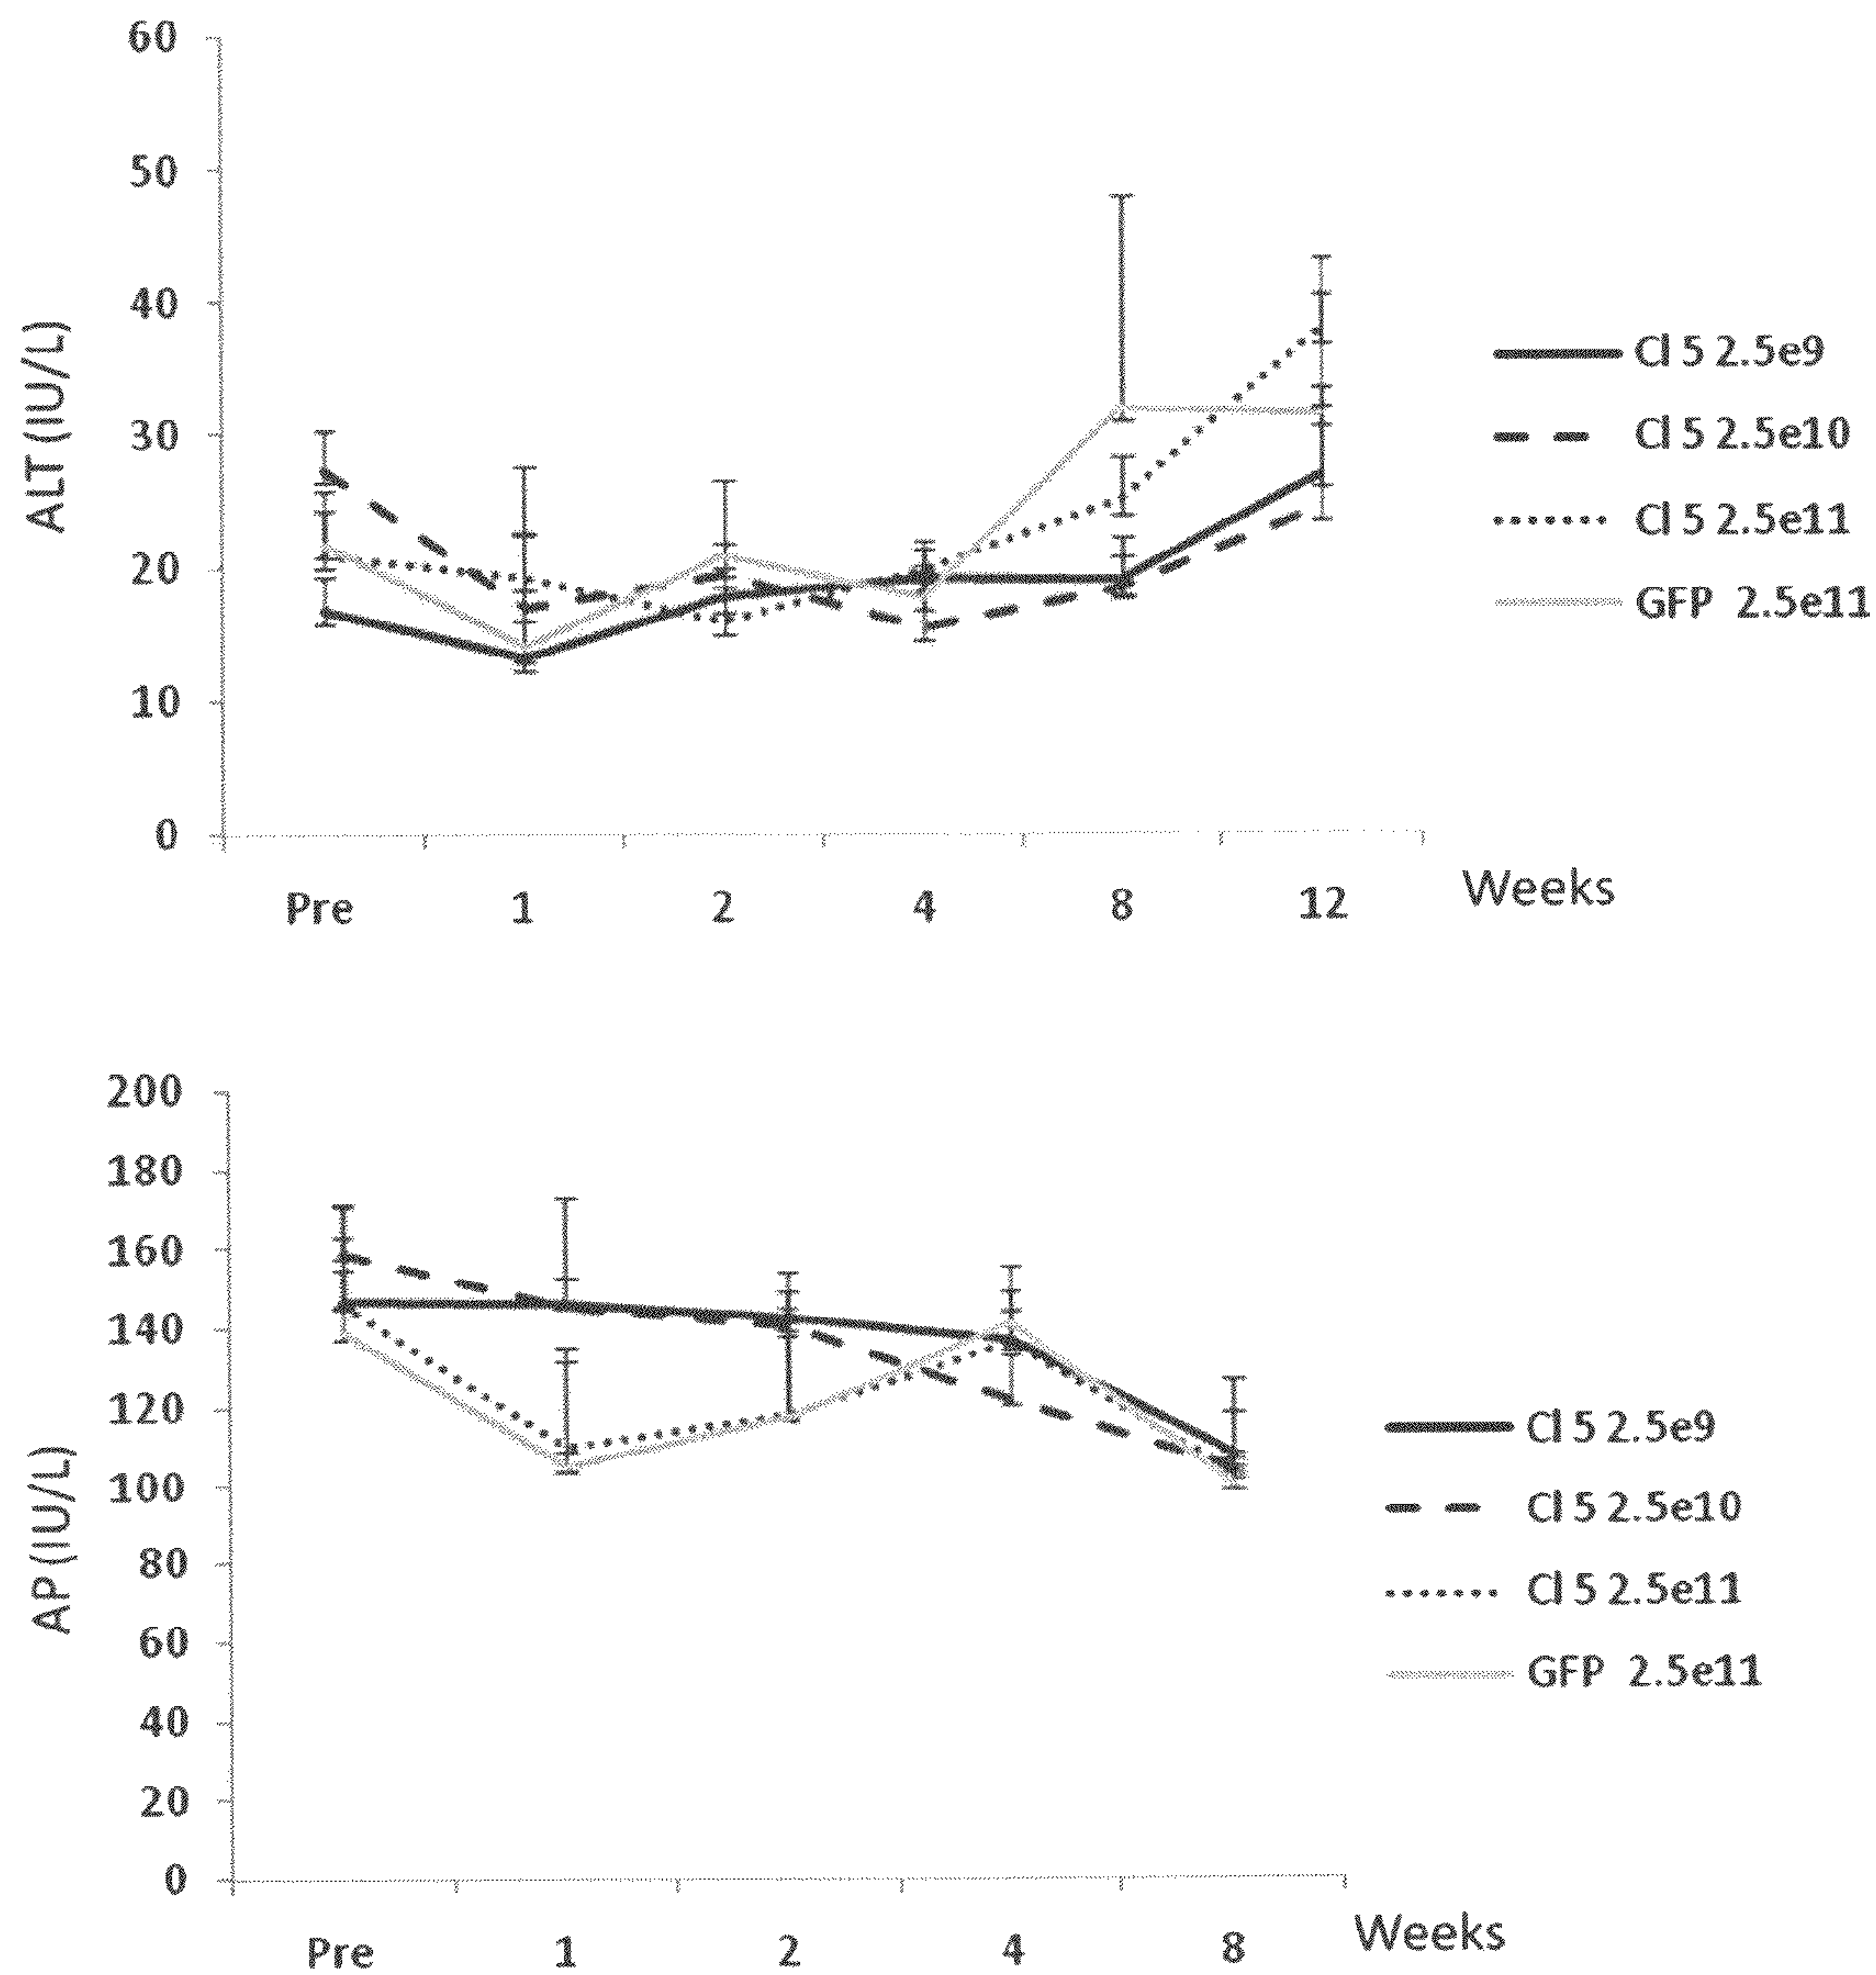 60
50
40
30
20
10
0
ALT (IU/L)
Pre 1 2 4 8 12 Weeks
Cl 5 2.5e9
Cl 5 2.5e10
Cl 5 2.5e11
GFP 2.5e11
200
180
160
140
120
100
80
60
40
20
0
AP (IU/L)
Pre 1 2 4 8 Weeks
Cl 5 2.5e9
Cl 5 2.5e10
Cl 5 2.5e11
GFP 2.5e11